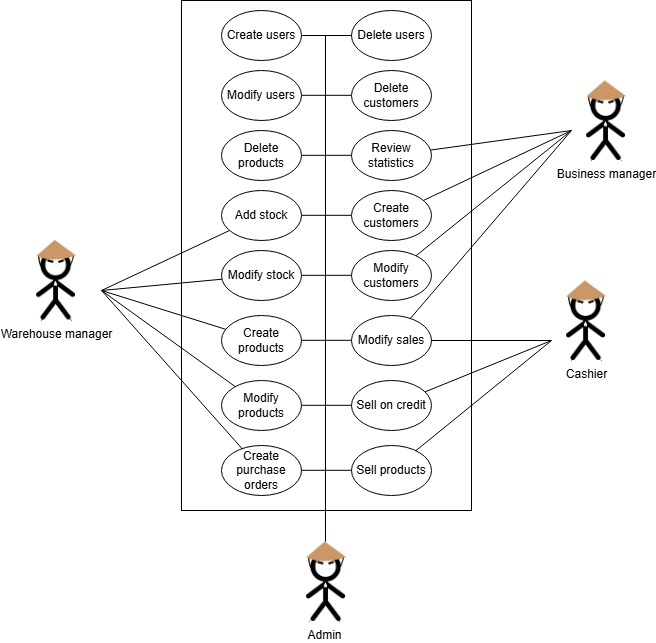 Create users
Delete users
Modify users
Delete
customers
Delete
products
Review
statistics
Business manager
Add stock
Create
customers
Modify stock
Modify
customers
Warehouse manager
Create
products
Modify sales
Cashier
Modify
products
Sell on credit
Create
purchase
orders
Sell products
Admin